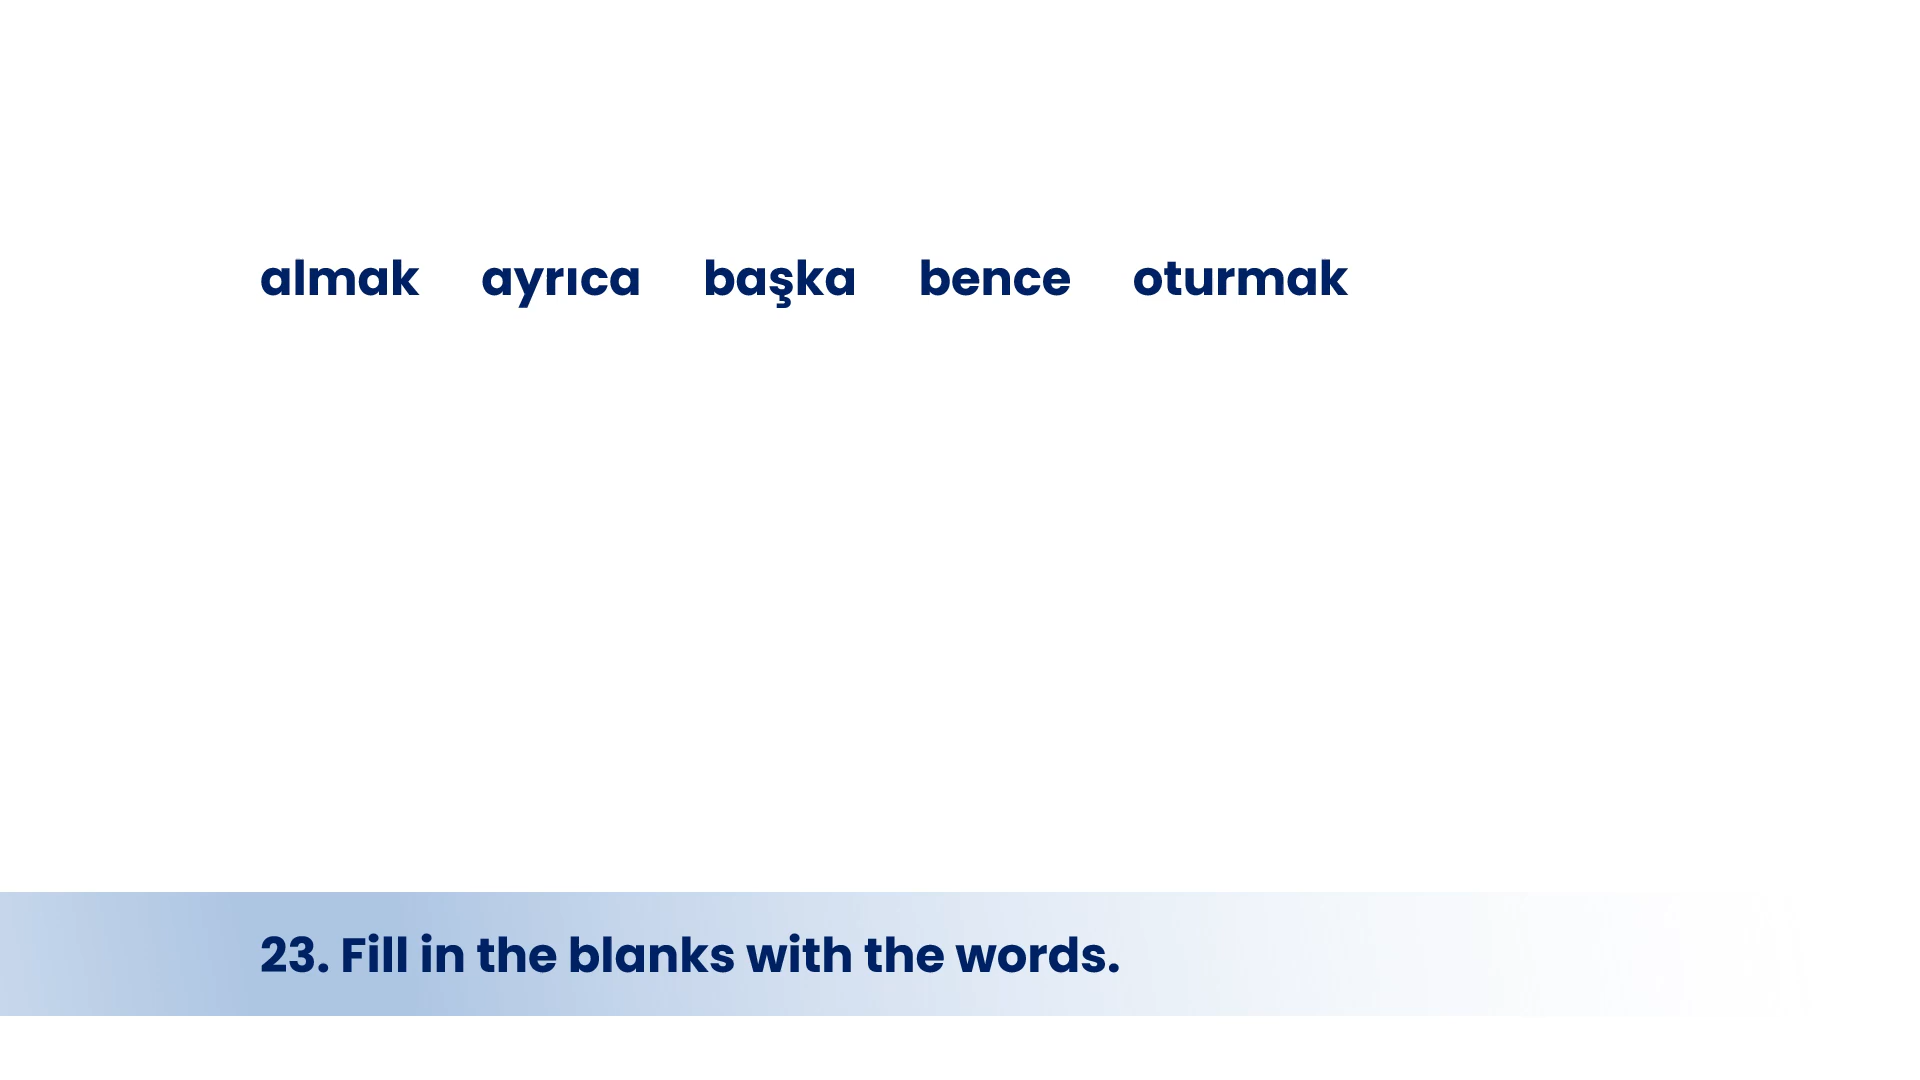 almak ayrıca başka bence oturmak
23. Fill in the blanks with the words.